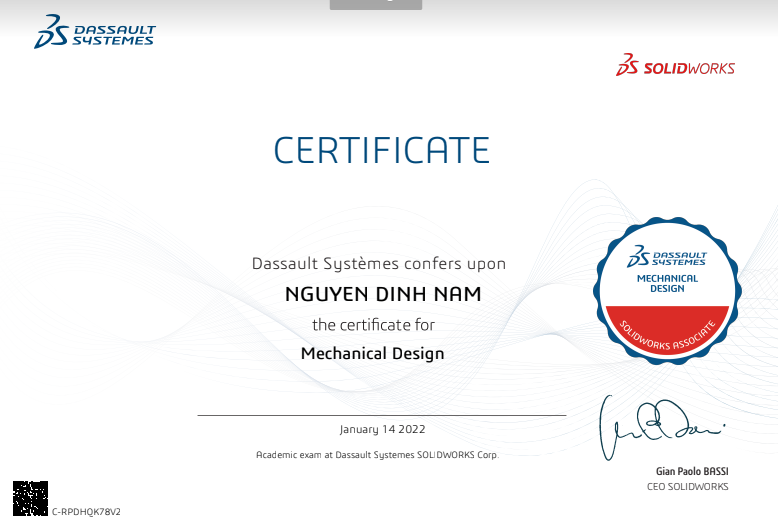 DASSAULT
SYSTEMES
SOLIDWORKS
CERTIFICATE
Dassault Systèmes confers upon
NGUYEN DINH NAM
the certificate for
Mechanical Design
DASSAULT
SYSTEMES
MECHANICAL
DESIGN
SOLIDWORKS ASSOCIATE
January 14 2022
Academic exam at Dassault Systemes SOLIDWORKS Corp.
Gian Paolo BASSI
CEO SOLIDWORKS
C-RPDHQK78V2